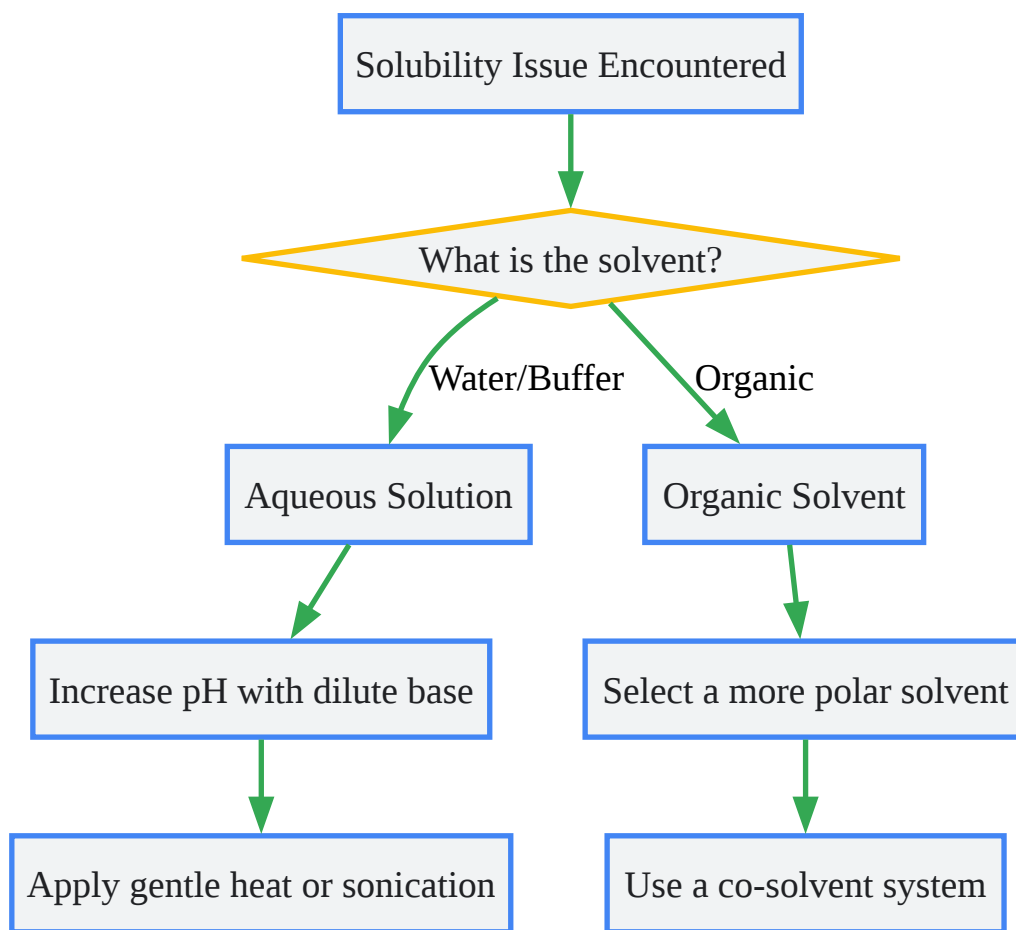 Solubility Issue Encountered
What is the solvent?
Water/Buffer
Organic
Aqueous Solution
Organic Solvent
Increase pH with dilute base
Select a more polar solvent
Apply gentle heat or sonication
Use a co-solvent system